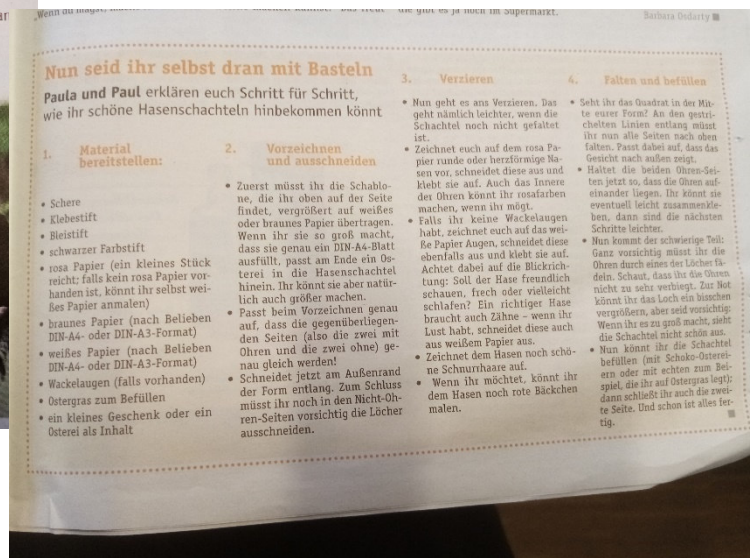 die gibt es ja noch im Supermarkt.
Barbara Dodarty
Nun seid ihr selbst dran mit Basteln
Paula und Paul erklären euch Schritt für Schritt,
wie ihr schöne Hasenschachteln hinbekommen könnt
1. Material
bereitstellen:
• Schere
• Klebestift
• Bleistift
• schwarzer Farbstift
• rosa Papier (ein kleines Stück
reicht; falls kein rosa Papier vor-
handen ist, könnt ihr selbst wei-
ßes Papier anmalen)
• braunes Papier (nach Belieben
DIN-A4- oder DIN-A3-Format)
• weißes Papier (nach Belieben
DIN-A4- oder DIN-A3-Format)
• Wackelaugen (falls vorhanden)
• Ostergras zum Befüllen
• ein kleines Geschenk oder ein
Osterei als Inhalt
2. Vorzeichnen
und ausschneiden
• Zuerst müsst ihr die Schablo-
ne, die ihr oben auf der Seite
findet, vergrößert auf weißes
oder braunes Papier übertragen.
Wenn ihr sie so groß macht,
dass sie genau ein DIN-A4-Blatt
ausfüllt, passt am Ende ein Os-
terei in die Hasenschachtel
hinein. Ihr könnt sie aber natür-
lich auch größer machen.
• Passt beim Vorzeichnen genau
auf, dass die gegenüberliegen-
den Seiten (also die zwei mit
Ohren und die zwei ohne) ge-
nau gleich werden!
• Schneidet jetzt am Außenrand
der Form entlang. Zum Schluss
müsst ihr noch in den Nicht-Oh-
ren-Seiten vorsichtig die Löcher
ausschneiden.
3. Verzieren
• Nun geht es ans Verzieren. Das
geht nämlich leichter, wenn die
Schachtel noch nicht gefaltet
ist.
• Zeichnet euch auf dem rosa Pa-
pier runde oder herzförmige Na-
sen vor, schneidet diese aus und
klebt sie auf. Auch das Innere
der Ohren könnt ihr rosafarben
machen, wenn ihr mögt.
• Falls ihr keine Wackelaugen
habt, zeichnet euch auf das wei-
ße Papier Augen, schneidet diese
ebenfalls aus und klebt sie auf.
Achtet dabei auf die Blickrich-
tung: Soll der Hase freundlich
schauen, frech oder vielleicht
schlafen? Ein richtiger Hase
braucht auch Zähne – wenn ihr
Lust habt, schneidet diese auch
aus weißem Papier aus.
• Zeichnet dem Hasen noch schö-
ne Schnurrhaare auf.
• Wenn ihr möchtet, könnt ihr
dem Hasen noch rote Bäckchen
malen.
4. Falten und befüllen
• Seht ihr das Quadrat in der Mit-
te eurer Form? An den gestri-
chelten Linien entlang müsst
ihr nun alle Seiten nach oben
falten. Passt dabei auf, dass das
Gesicht nach außen zeigt.
• Haltet die beiden Ohren-Sei-
ten jetzt so, dass die Ohren auf-
einander liegen. Ihr könnt sie
eventuell leicht zusammenkle-
ben, dann sind die nächsten
Schritte leichter.
• Nun kommt der schwierige Teil:
Ganz vorsichtig müsst ihr die
Ohren durch eines der Löcher fä-
deln. Schaut, dass ihr die Ohren
nicht zu sehr verbiegt. Zur Not
könnt ihr das Loch ein bisschen
vergrößern, aber seid vorsichtig:
Wenn ihr es zu groß macht, sieht
die Schachtel nicht schön aus.
• Nun könnt ihr die Schachtel
befüllen (mit Schoko-Osterei-
ern oder mit echten zum Bei-
spiel, die ihr auf Ostergras legt);
dann schließt ihr auch die zwei-
te Seite. Und schon ist alles fer-
tig.